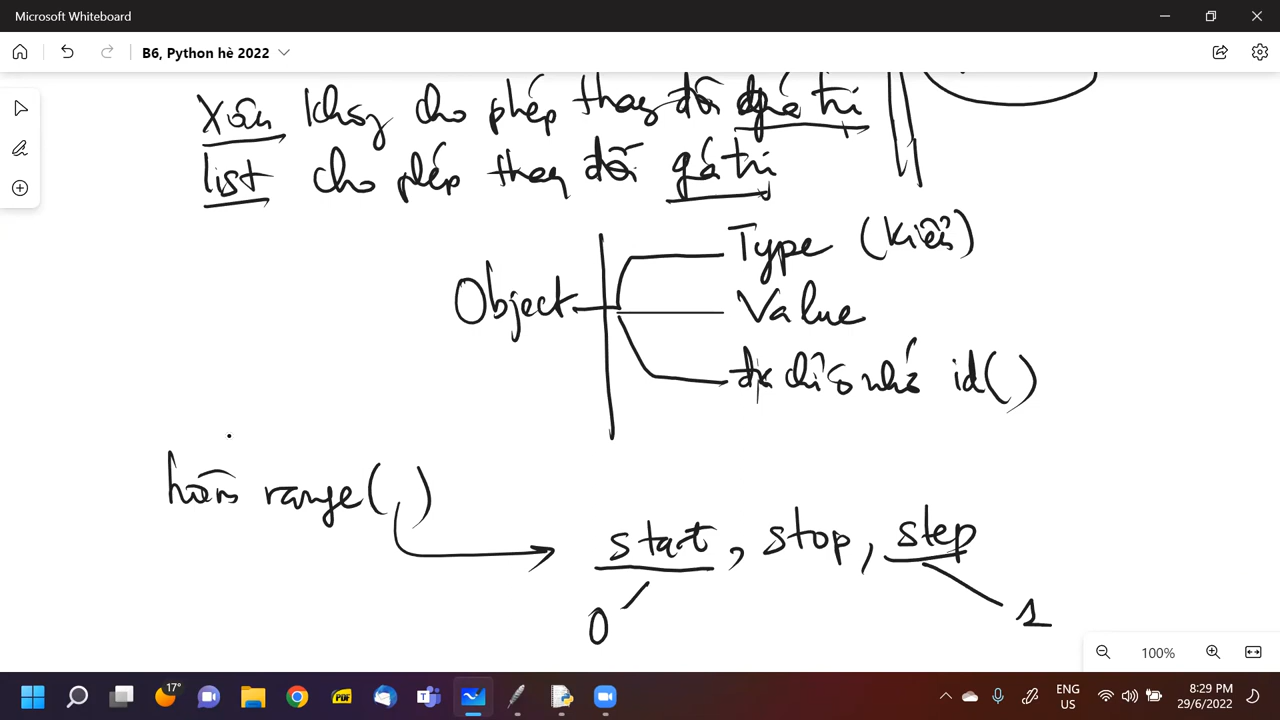 Microsoft Whiteboard
B6, Python hè 2022
Xâu không cho phép thay đổi giá trị
list cho phép thay đổi giá trị
Type (kiểu)
Object
Value
địa chỉ ô nhớ id()
hàm range( )
start, stop, step
0
1
100%
17°
ENG
US
8:29 PM
29/6/2022
PDF